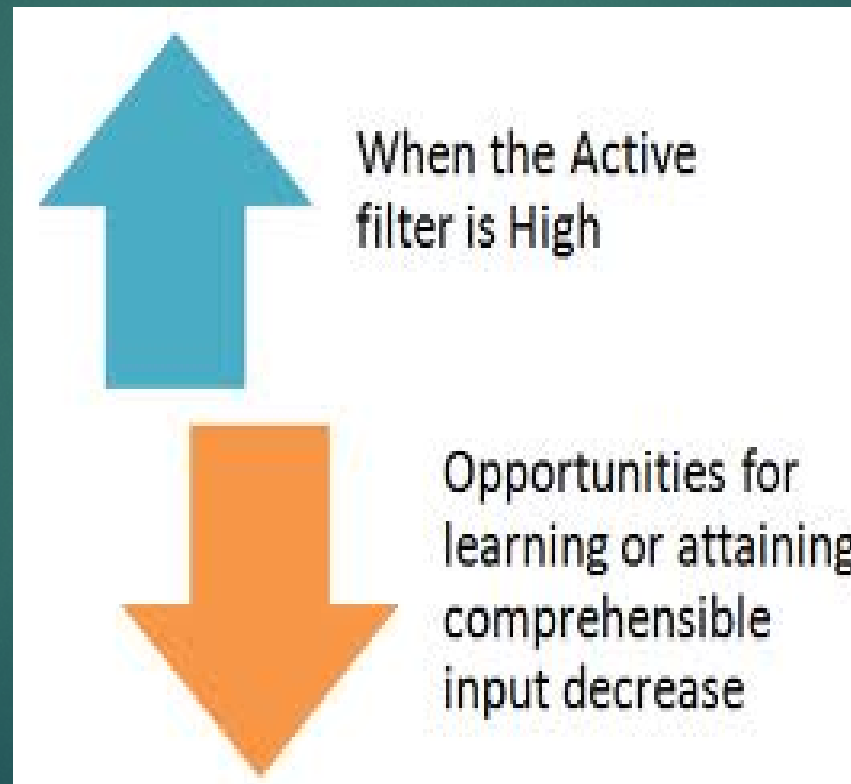 When the Active
filter is High
Opportunities for
learning or attaining
comprehensible
input decrease